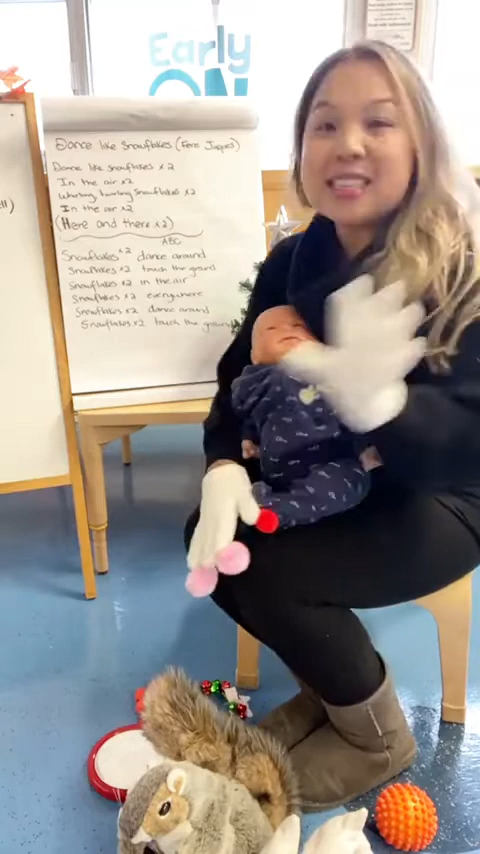 Early
ON
Dance like Snowflakes (Fere Jaques)
Dance like snowflakes x2
In the air x2
Whirling, twirling snowflakes x2
In the air x2
(Here and there x2)
ABC
Snowflakes x2 dance around
Snowflakes x2 touch the ground
Snowflakes x2 in the air
Snowflakes x2 everywhere
Snowflakes x2 dance around
Snowflakes x2 touch the ground